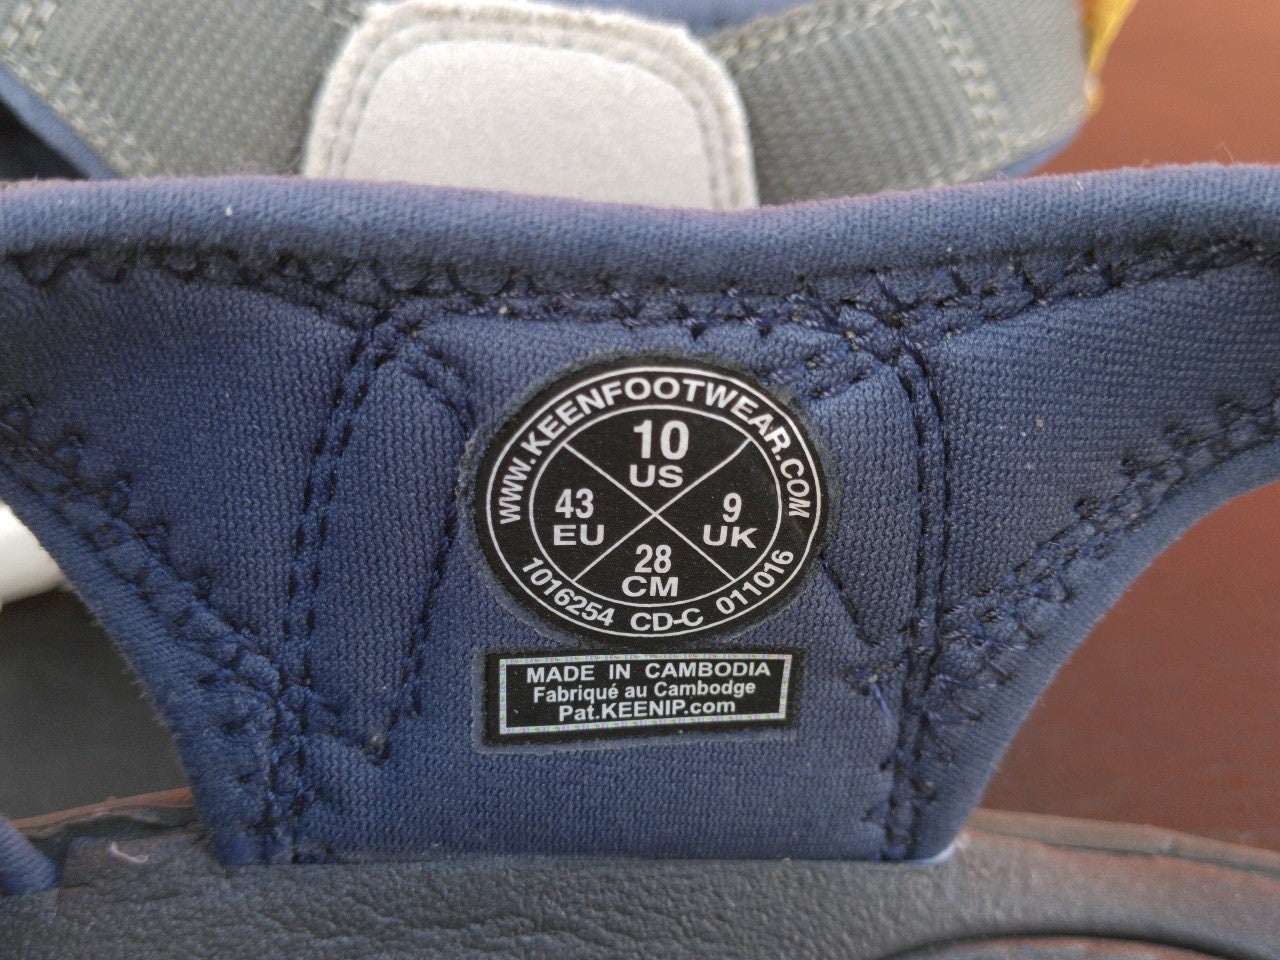 WWW.KEENFOOTWEAR.COM
10
US
43
EU
9
UK
28
CM
1016254 CD-C 011016
MADE IN CAMBODIA
Fabriqué au Cambodge
Pat.KEENIP.com